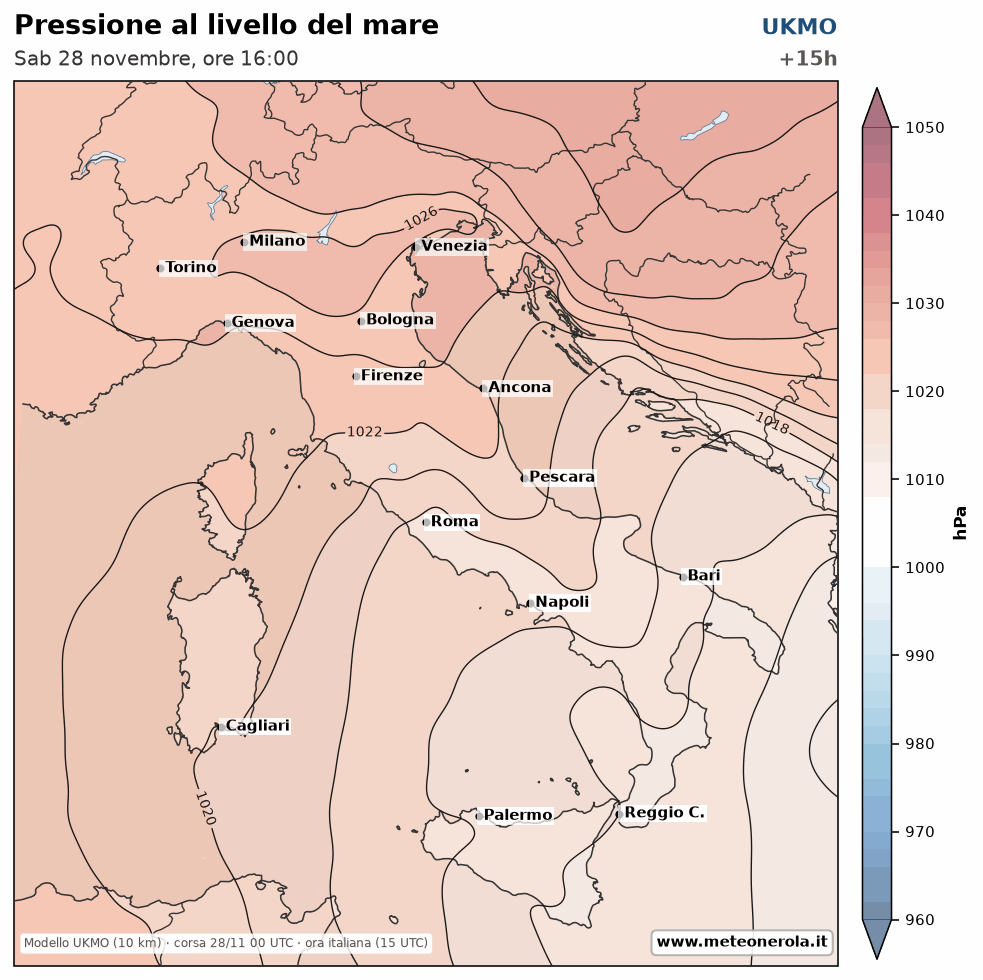 Pressione al livello del mare
UKMO
Sab 28 novembre, ore 16:00
+15h
1026
Milano
Venezia
Torino
Genova
Bologna
Firenze
Ancona
1018
1022
Pescara
Roma
Bari
Napoli
Cagliari
1020
Palermo
Reggio C.
Modello UKMO (10 km) · corsa 28/11 00 UTC · ora italiana (15 UTC)
www.meteonerola.it
1050
1040
1030
1020
1010
1000
990
980
970
960
hPa